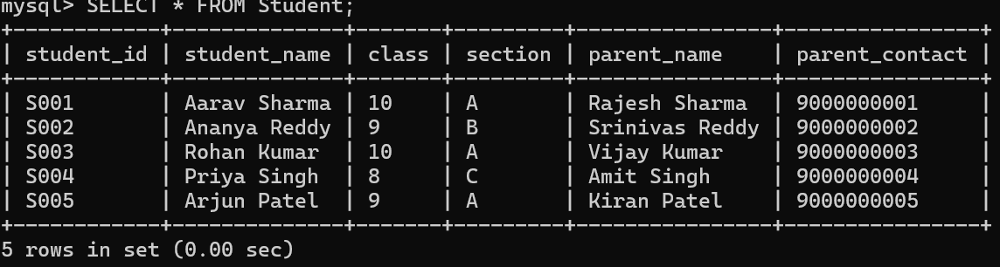 mysql> SELECT * FROM Student;
+------------+--------------+-------+---------+----------------+----------------+
| student_id | student_name | class | section | parent_name    | parent_contact |
+------------+--------------+-------+---------+----------------+----------------+
| S001       | Aarav Sharma | 10    | A       | Rajesh Sharma  | 9000000001     |
| S002       | Ananya Reddy | 9     | B       | Srinivas Reddy | 9000000002     |
| S003       | Rohan Kumar  | 10    | A       | Vijay Kumar    | 9000000003     |
| S004       | Priya Singh  | 8     | C       | Amit Singh     | 9000000004     |
| S005       | Arjun Patel  | 9     | A       | Kiran Patel    | 9000000005     |
+------------+--------------+-------+---------+----------------+----------------+
5 rows in set (0.00 sec)